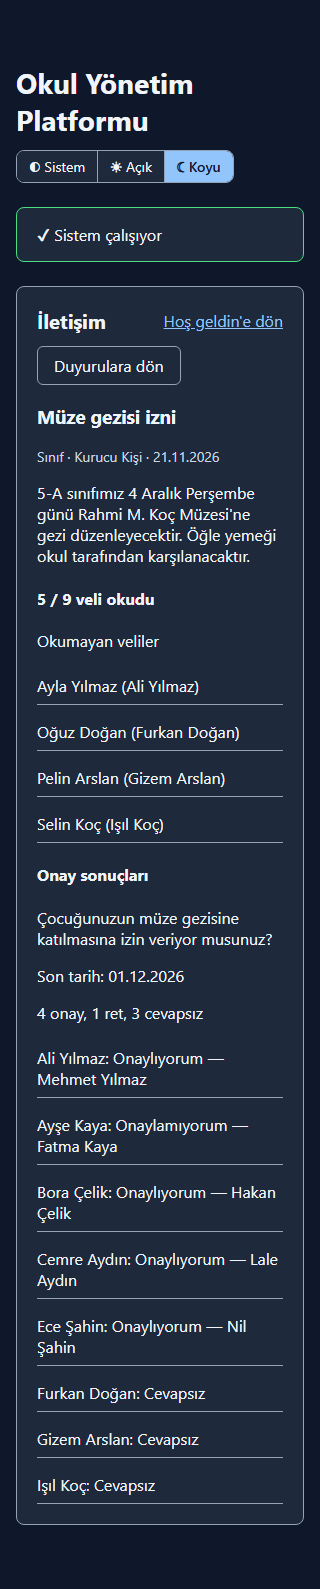 Okul Yönetim
Platformu
Sistem
Açık
Koyu
Sistem çalışıyor
İletişim
Hoş geldin'e dön
Duyurulara dön
Müze gezisi izni
Sınıf · Kurucu Kişi · 21.11.2026
5-A sınıfımız 4 Aralık Perşembe
günü Rahmi M. Koç Müzesi'ne
gezi düzenleyecektir. Öğle yemeği
okul tarafından karşılanacaktır.
5 / 9 veli okudu
Okumayan veliler
Ayla Yılmaz (Ali Yılmaz)
Oğuz Doğan (Furkan Doğan)
Pelin Arslan (Gizem Arslan)
Selin Koç (Işıl Koç)
Onay sonuçları
Çocuğunuzun müze gezisine
katılmasına izin veriyor musunuz?
Son tarih: 01.12.2026
4 onay, 1 ret, 3 cevapsız
Ali Yılmaz: Onaylıyorum —
Mehmet Yılmaz
Ayşe Kaya: Onaylamıyorum —
Fatma Kaya
Bora Çelik: Onaylıyorum — Hakan
Çelik
Cemre Aydın: Onaylıyorum — Lale
Aydın
Ece Şahin: Onaylıyorum — Nil
Şahin
Furkan Doğan: Cevapsız
Gizem Arslan: Cevapsız
Işıl Koç: Cevapsız